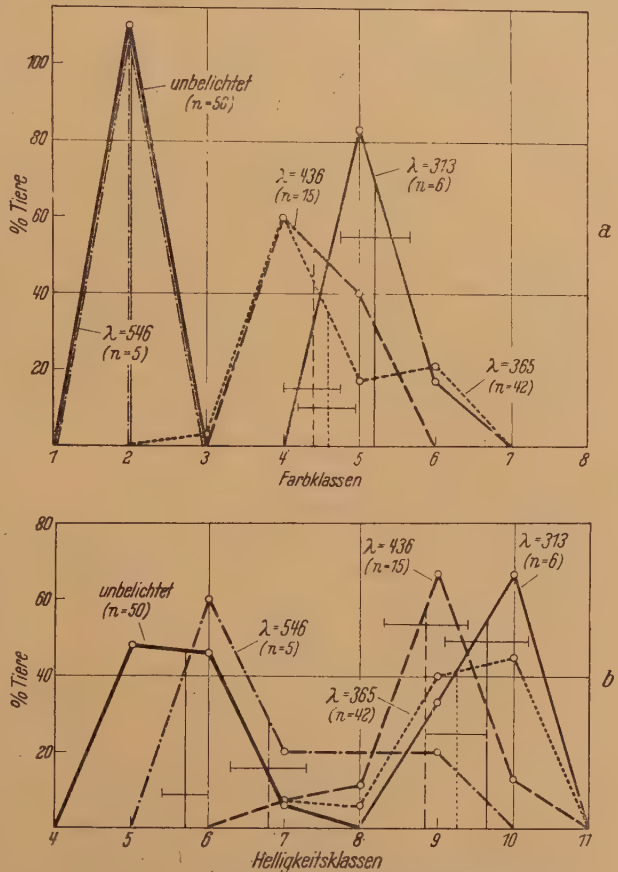 100
80
60
40
20
% Tiere
unbelichtet
(n=50)
λ=546
(n=5)
λ=436
(n=15)
λ=313
(n=6)
λ=365
(n=42)
a
1 2 3 4 5 6 7 8
Farbklassen
80
60
40
20
% Tiere
unbelichtet
(n=50)
λ=546
(n=5)
λ=365
(n=42)
λ=436
(n=15)
λ=313
(n=6)
b
4 5 6 7 8 9 10 11
Helligkeitsklassen